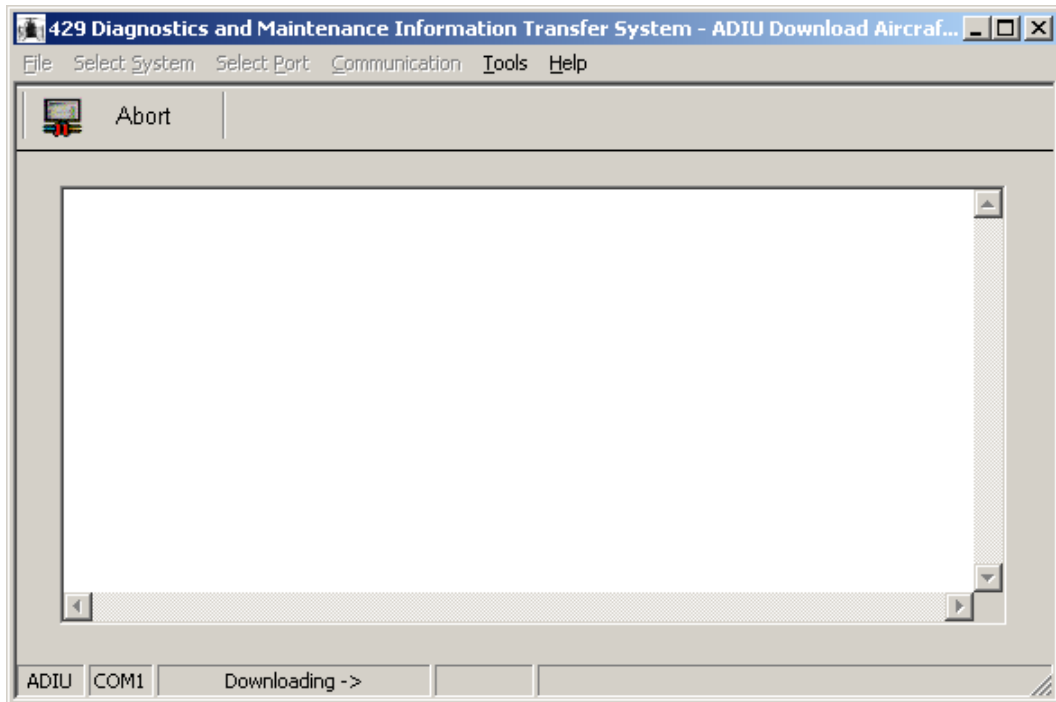 429 Diagnostics and Maintenance Information Transfer System - ADIU Download Aircraf...
File Select System Select Port Communication Tools Help
Abort
ADIU COM1 Downloading ->